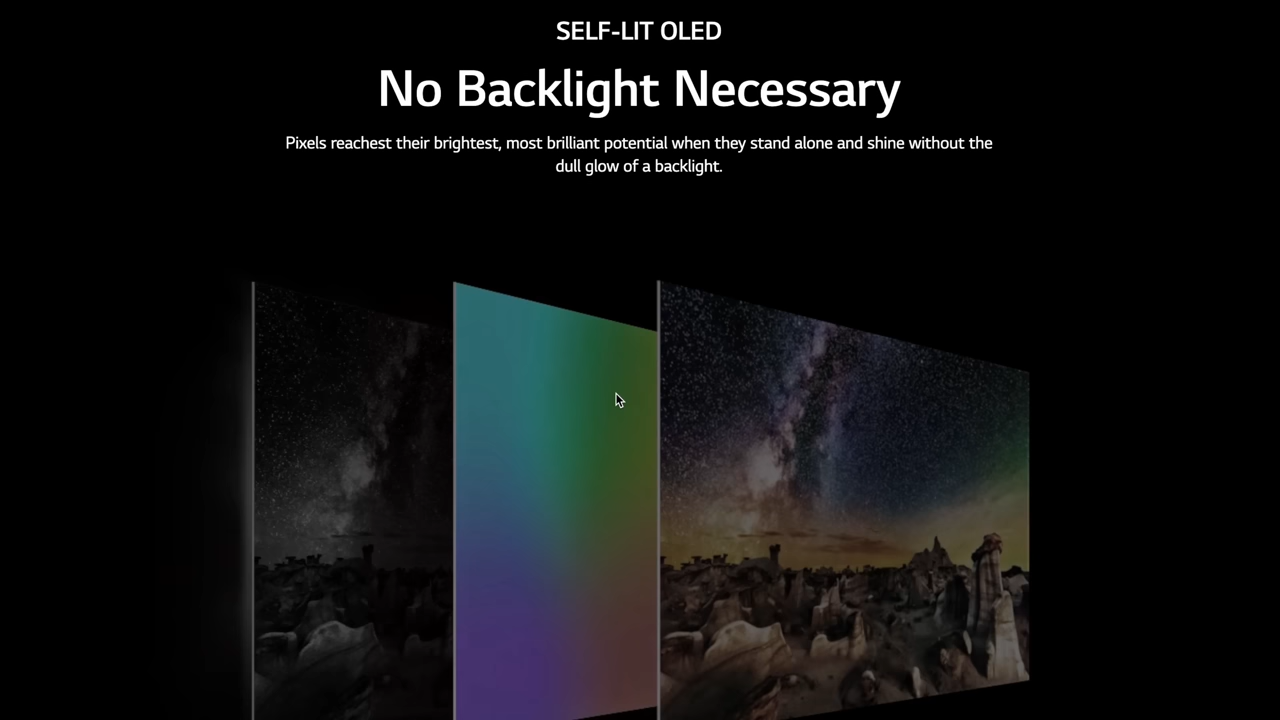 SELF-LIT OLED
No Backlight Necessary
Pixels reachest their brightest, most brilliant potential when they stand alone and shine without the
dull glow of a backlight.